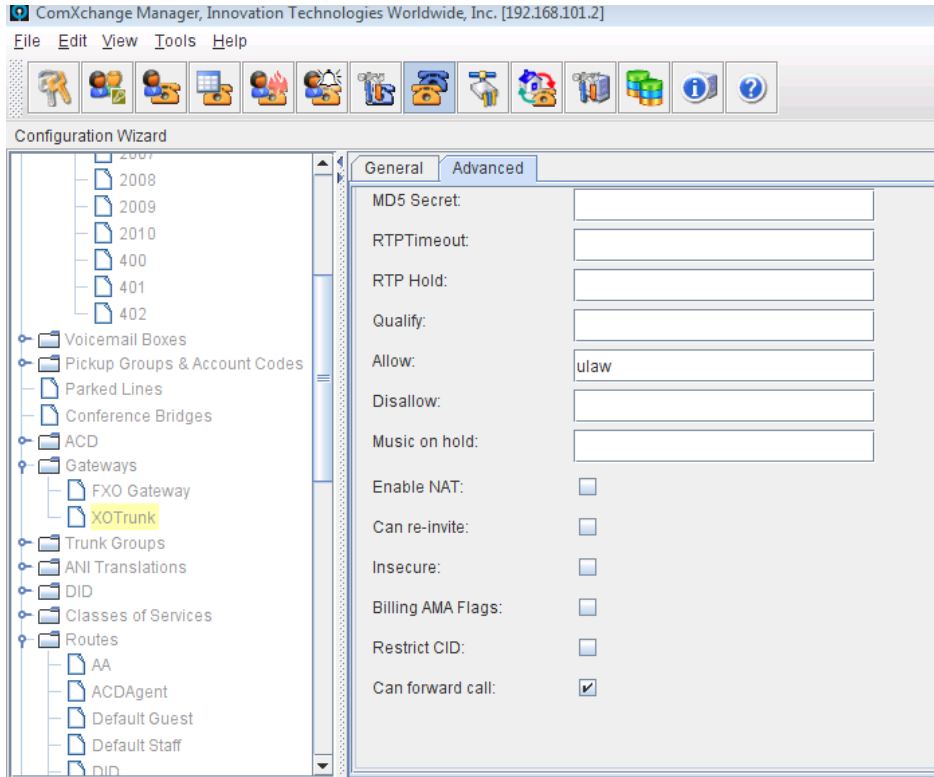 ComXchange Manager, Innovation Technologies Worldwide, Inc. [192.168.101.2]
File Edit View Tools Help
Configuration Wizard
2007
2008
2009
2010
400
401
402
Voicemail Boxes
Pickup Groups & Account Codes
Parked Lines
Conference Bridges
ACD
Gateways
FXO Gateway
XOTrunk
Trunk Groups
ANI Translations
DID
Classes of Services
Routes
AA
ACDAgent
Default Guest
Default Staff
DID
General Advanced
MD5 Secret:
RTPTimeout:
RTP Hold:
Qualify:
Allow: ulaw
Disallow:
Music on hold:
Enable NAT:
Can re-invite:
Insecure:
Billing AMA Flags:
Restrict CID:
Can forward call: